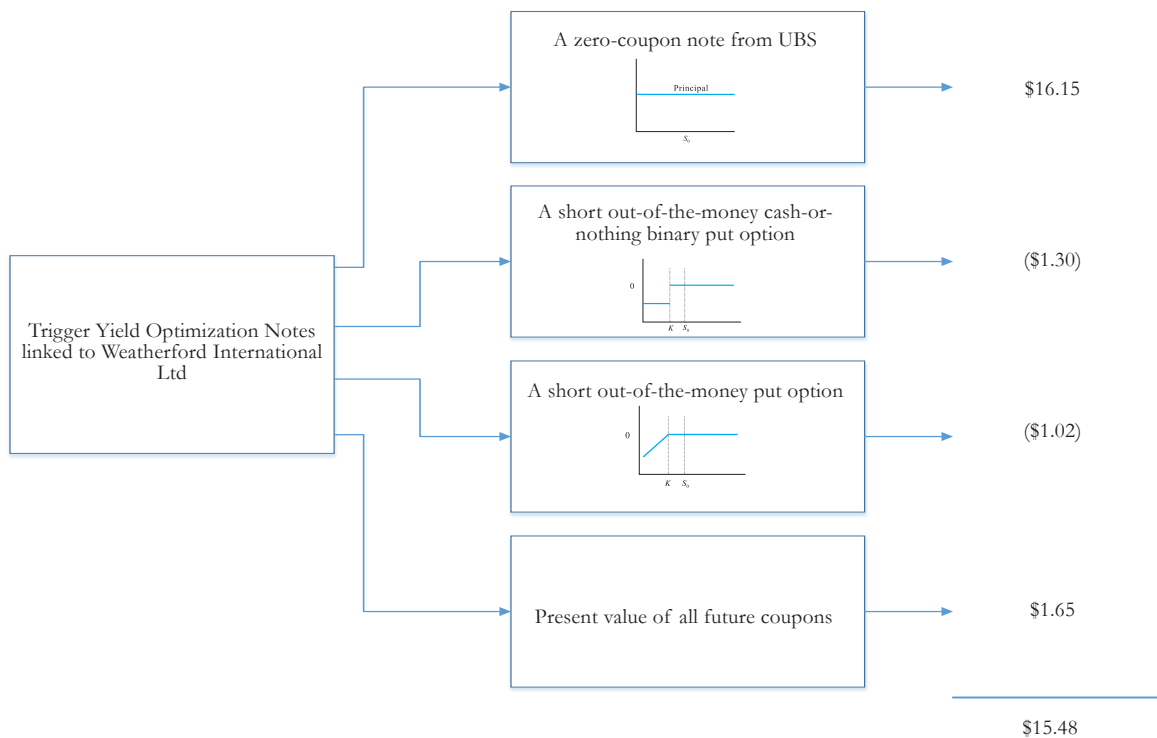 A zero-coupon note from UBS
Principal
S0
$16.15
A short out-of-the-money cash-or-
nothing binary put option
0
K
S0
($1.30)
Trigger Yield Optimization Notes
linked to Weatherford International
Ltd
A short out-of-the-money put option
0
K
S0
($1.02)
Present value of all future coupons
$1.65
$15.48